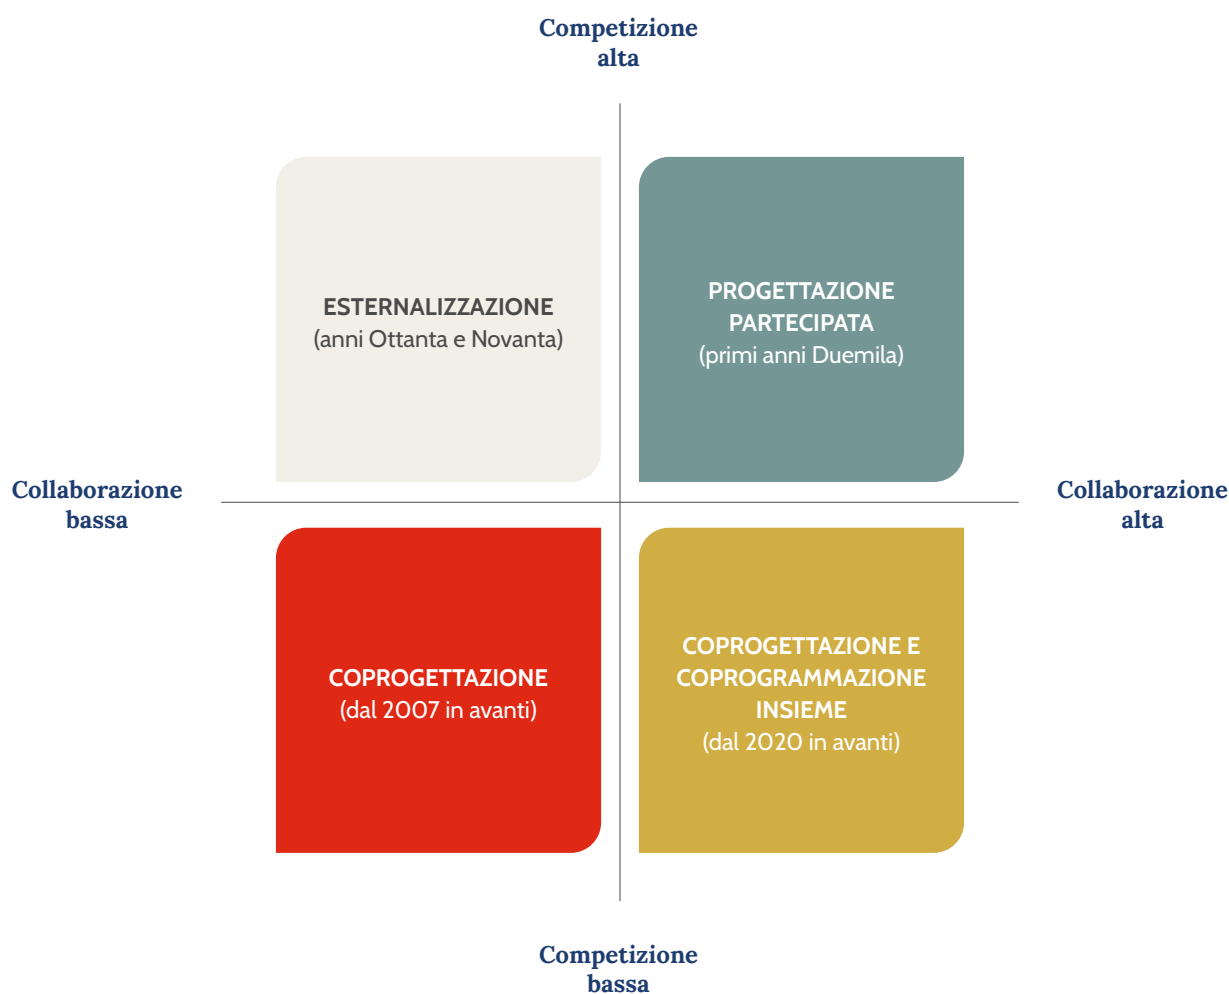 Competizione
alta
ESTERNALIZZAZIONE
(anni Ottanta e Novanta)
PROGETTAZIONE
PARTECIPATA
(primi anni Duemila)
Collaborazione
bassa
Collaborazione
alta
COPROGETTAZIONE
(dal 2007 in avanti)
COPROGETTAZIONE E
COPROGRAMMAZIONE
INSIEME
(dal 2020 in avanti)
Competizione
bassa